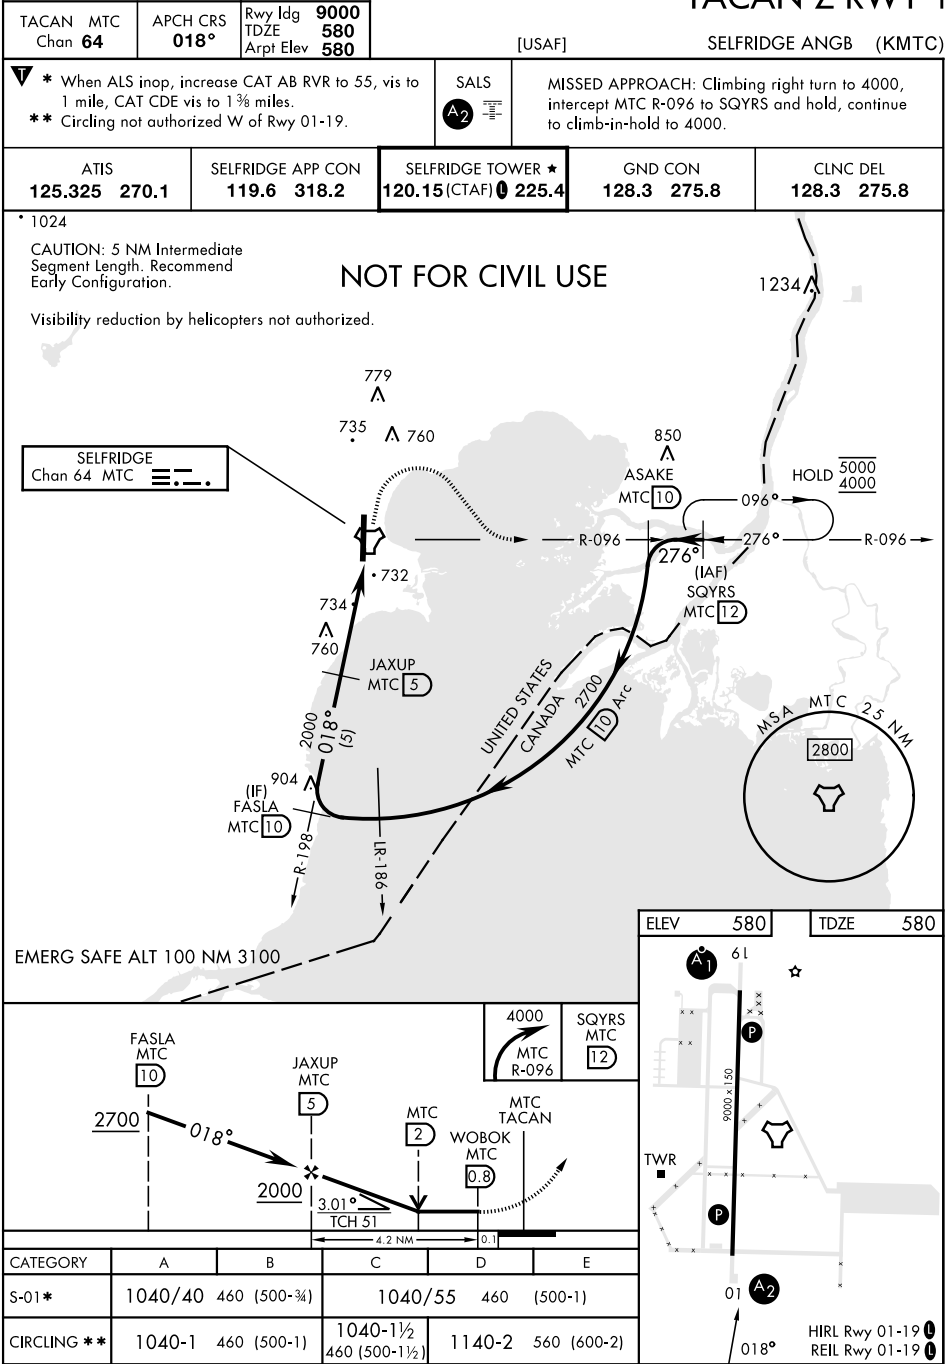 TACAN Z RWY 1
TACAN MTC
Chan 64
APCH CRS
018°
Rwy ldg 9000
TDZE 580
Arpt Elev 580
[USAF]
SELFRIDGE ANGB (KMTC)
T * When ALS inop, increase CAT AB RVR to 55, vis to
1 mile, CAT CDE vis to 1⅜ miles.
** Circling not authorized W of Rwy 01-19.
SALS
A2
MISSED APPROACH: Climbing right turn to 4000,
intercept MTC R-096 to SQYRS and hold, continue
to climb-in-hold to 4000.
ATIS
125.325 270.1
SELFRIDGE APP CON
119.6 318.2
SELFRIDGE TOWER ★
120.15 (CTAF) L 225.4
GND CON
128.3 275.8
CLNC DEL
128.3 275.8
1024
CAUTION: 5 NM Intermediate
Segment Length. Recommend
Early Configuration.
NOT FOR CIVIL USE
Visibility reduction by helicopters not authorized.
1234
779
735
760
SELFRIDGE
Chan 64 MTC
850
ASAKE
MTC 10
HOLD 5000
4000
096°
R-096
276°
276°
R-096
(IAF)
SQYRS
MTC 12
732
734
760
JAXUP
MTC 5
2000
018°
(5)
UNITED STATES
CANADA
2700
MTC 10 Arc
904
(IF)
FASLA
MTC 10
R-198
LR-186
MSA MTC 25 NM
2800
EMERG SAFE ALT 100 NM 3100
ELEV 580
TDZE 580
A1
19
P
9000 x 150
TWR
P
01
A2
018°
HIRL Rwy 01-19 L
REIL Rwy 01-19 L
4000
MTC
R-096
SQYRS
MTC
12
FASLA
MTC
10
2700
018°
JAXUP
MTC
5
2000
3.01°
TCH 51
MTC
2
WOBOK
MTC
0.8
MTC
TACAN
4.2 NM
0.1
CATEGORY A B C D E
S-01* 1040/40 460 (500-¾) 1040/55 460 (500-1)
CIRCLING ** 1040-1 460 (500-1) 1040-1½ 460 (500-1½) 1140-2 560 (600-2)